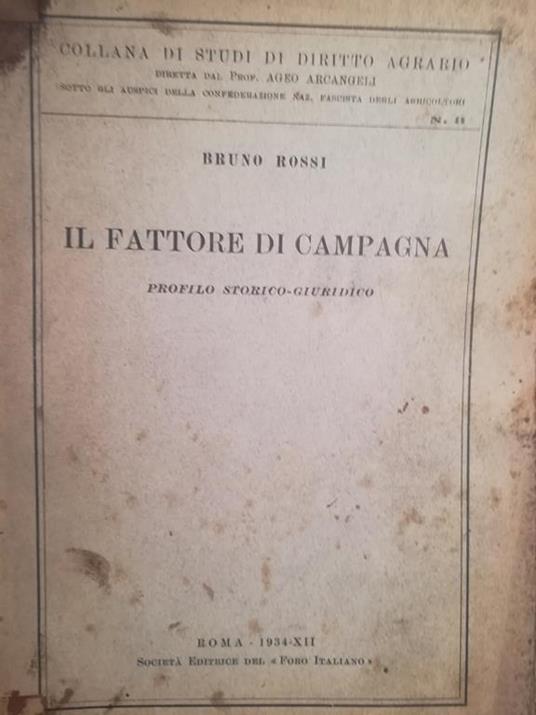 COLLANA DI STUDI DI DIRITTO AGRARIO
DIRETTA DAL PROF. AGEO ARCANGELI
SOTTO GLI AUSPICI DELLA CONFEDERAZIONE NAZ. FASCISTA DEGLI AGRICOLTORI
N. 8
BRUNO ROSSI
IL FATTORE DI CAMPAGNA
PROFILO STORICO-GIURIDICO
ROMA - 1934-XII
SOCIETÀ EDITRICE DEL « FORO ITALIANO »